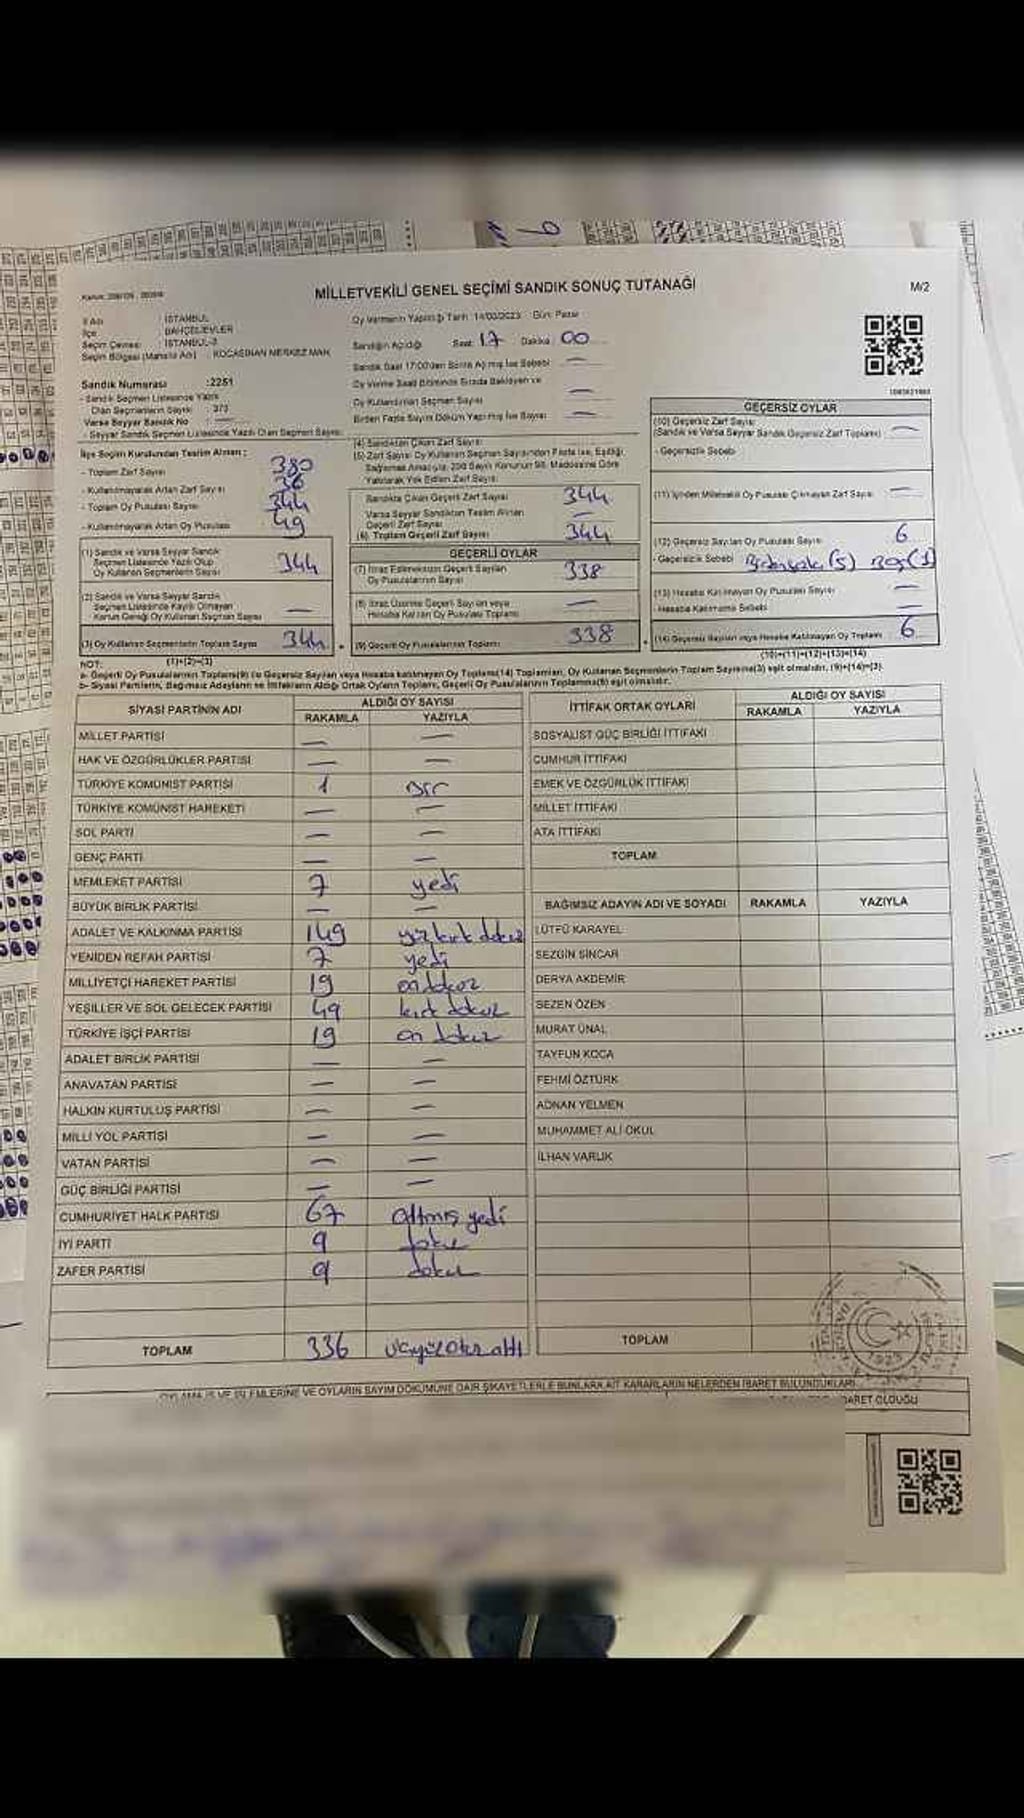 MİLLETVEKİLİ GENEL SEÇİMİ SANDIK SONUÇ TUTANAĞI
M/2
İl Adı : İSTANBUL
İlçe : BAHÇELİEVLER
Seçim Çevresi : İSTANBUL-3
Seçim Bölgesi (Mahalle Adı) : KOCASİNAN MERKEZ MAH.
Sandık Numarası :2251
- Sandık Seçmen Listesinde Yazılı
Olan Seçmenlerin Sayısı : 373
Varsa Seyyar Sandık No
- Seyyar Sandık Seçmen Listesinde Yazılı Olan Seçmen Sayısı:
Oy Vermenin Yapıldığı Tarih : 14/05/2023 Gün: Pazar
Sandığın Açıldığı Saat: 17 Dakika: 00
Sandık Saat 17:00'den Sonra Açılmış İse Sebebi: —
Oy Verme Saati Bitiminde Sırada Bekleyen ve
Oy Kullandırılan Seçmen Sayısı —
Birden Fazla Sayım Döküm Yapılmış İse Sayısı: —
İlçe Seçim Kurulundan Teslim Alınan ;
- Toplam Zarf Sayısı 380
- Kullanılmayarak Artan Zarf Sayısı 36
- Toplam Oy Pusulası Sayısı 344
- Kullanılmayarak Artan Oy Pusulası 49
(1) Sandık ve Varsa Seyyar Sandık
Seçmen Listesinde Yazılı Olup
Oy Kullanan Seçmenlerin Sayısı 344
(2) Sandık ve Varsa Seyyar Sandık
Seçmen Listesinde Kayıtlı Olmayan
Kanun Gereği Oy Kullanan Seçmen Sayısı —
(3) Oy Kullanan Seçmenlerin Toplam Sayısı 344
(1)+(2)=(3)
(4) Sandıktan Çıkan Zarf Sayısı
(5) Zarf Sayısı Oy Kullanan Seçmen Sayısından Fazla İse, Eşitliği
Sağlamak Amacıyla, 298 Sayılı Kanunun 98. Maddesine Göre
Yakılarak Yok Edilen Zarf Sayısı
Sandıkta Çıkan Geçerli Zarf Sayısı 344
Varsa Seyyar Sandıktan Teslim Alınan
Geçerli Zarf Sayısı —
(6) Toplam Geçerli Zarf Sayısı 344
GEÇERLİ OYLAR
(7) İtiraz Edilmeksizin Geçerli Sayılan
Oy Pusulalarının Sayısı 338
(8) İtiraz Üzerine Geçerli Sayılan veya
Hesaba Katılan Oy Pusulası Toplamı —
(9) Geçerli Oy Pusulalarının Toplamı 338
GEÇERSİZ OYLAR
(10) Geçersiz Zarf Sayısı
(Sandık ve Varsa Seyyar Sandık Geçersiz Zarf Toplamı) —
- Geçersizlik Sebebi
(11) İçinden Milletvekili Oy Pusulası Çıkmayan Zarf Sayısı —
(12) Geçersiz Sayılan Oy Pusulası Sayısı 6
- Geçersizlik Sebebi (5) Boş (1)
(13) Hesaba Katılmayan Oy Pusulası Sayısı —
- Hesaba Katılmama Sebebi —
(14) Geçersiz Sayılan veya Hesaba Katılmayan Oy Toplamı 6
(10)+(11)+(12)+(13)=(14)
NOT:
a- Geçerli Oy Pusulalarının Toplamı(9) ile Geçersiz Sayılan veya Hesaba katılmayan Oy Toplamı(14) Toplamları, Oy Kullanan Seçmenlerin Toplam Sayısına(3) eşit olmalıdır. (9)+(14)=(3)
b- Siyasi Partilerin, Bağımsız Adayların ve İttifakların Aldığı Ortak Oyların Toplamı, Geçerli Oy Pusulalarının Toplamına(9) eşit olmalıdır.
SİYASİ PARTİNİN ADI ALDIĞI OY SAYISI
RAKAMLA YAZIYLA
MİLLET PARTİSİ — —
HAK VE ÖZGÜRLÜKLER PARTİSİ — —
TÜRKİYE KOMÜNİST PARTİSİ 1 bir
TÜRKİYE KOMÜNİST HAREKETİ — —
SOL PARTİ — —
GENÇ PARTİ — —
MEMLEKET PARTİSİ 7 yedi
BÜYÜK BİRLİK PARTİSİ — —
ADALET VE KALKINMA PARTİSİ 149 yüz kırk dokuz
YENİDEN REFAH PARTİSİ 7 yedi
MİLLİYETÇİ HAREKET PARTİSİ 19 on dokuz
YEŞİLLER VE SOL GELECEK PARTİSİ 49 kırk dokuz
TÜRKİYE İŞÇİ PARTİSİ 19 on dokuz
ADALET BİRLİK PARTİSİ — —
ANAVATAN PARTİSİ — —
HALKIN KURTULUŞ PARTİSİ — —
MİLLİ YOL PARTİSİ — —
VATAN PARTİSİ — —
GÜÇ BİRLİĞİ PARTİSİ — —
CUMHURİYET HALK PARTİSİ 67 altmış yedi
İYİ PARTİ 9 dokuz
ZAFER PARTİSİ 9 dokuz
TOPLAM 336 üçyüzotuz altı
İTTİFAK ORTAK OYLARI ALDIĞI OY SAYISI
RAKAMLA YAZIYLA
SOSYALİST GÜÇ BİRLİĞİ İTTİFAKI
CUMHUR İTTİFAKI
EMEK VE ÖZGÜRLÜK İTTİFAKI
MİLLET İTTİFAKI
ATA İTTİFAKI
TOPLAM
BAĞIMSIZ ADAYIN ADI VE SOYADI RAKAMLA YAZIYLA
LÜTFÜ KARAYEL
SEZGİN SİNCAR
DERYA AKDEMİR
SEZEN ÖZEN
MURAT ÜNAL
TAYFUN KOCA
FEHMİ ÖZTÜRK
ADNAN YELMEN
MUHAMMET ALİ OKUL
İLHAN VARLIK
TOPLAM
OYLAMA İŞ VE İŞLEMLERİNE VE OYLARIN SAYIM DÖKÜMÜNE DAİR ŞİKAYETLERLE BUNLARA AİT KARARLARIN NELERDEN İBARET BULUNDUKLARI